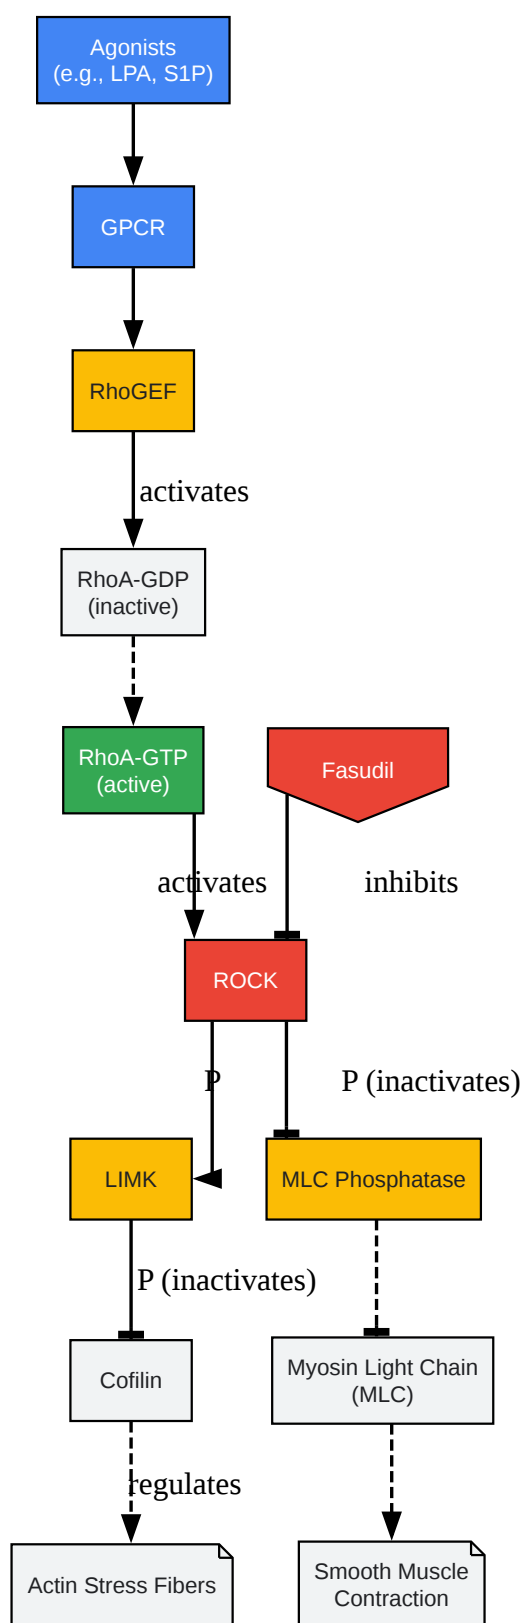 Agonists
(e.g., LPA, S1P)
GPCR
RhoGEF
activates
RhoA-GDP
(inactive)
RhoA-GTP
(active)
Fasudil
activates
inhibits
ROCK
P
P (inactivates)
LIMK
MLC Phosphatase
P (inactivates)
Cofilin
Myosin Light Chain
(MLC)
regulates
Actin Stress Fibers
Smooth Muscle
Contraction